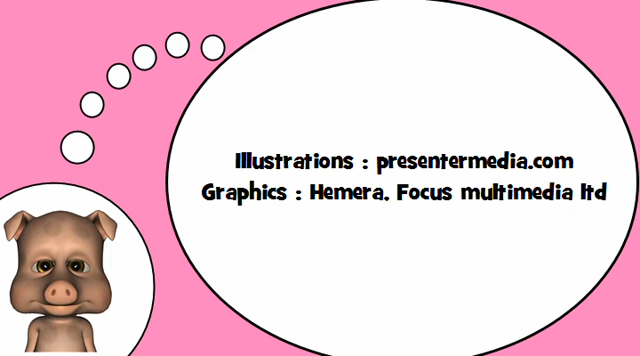 Illustrations : presentermedia.com
Graphics : Hemera. Focus multimedia ltd